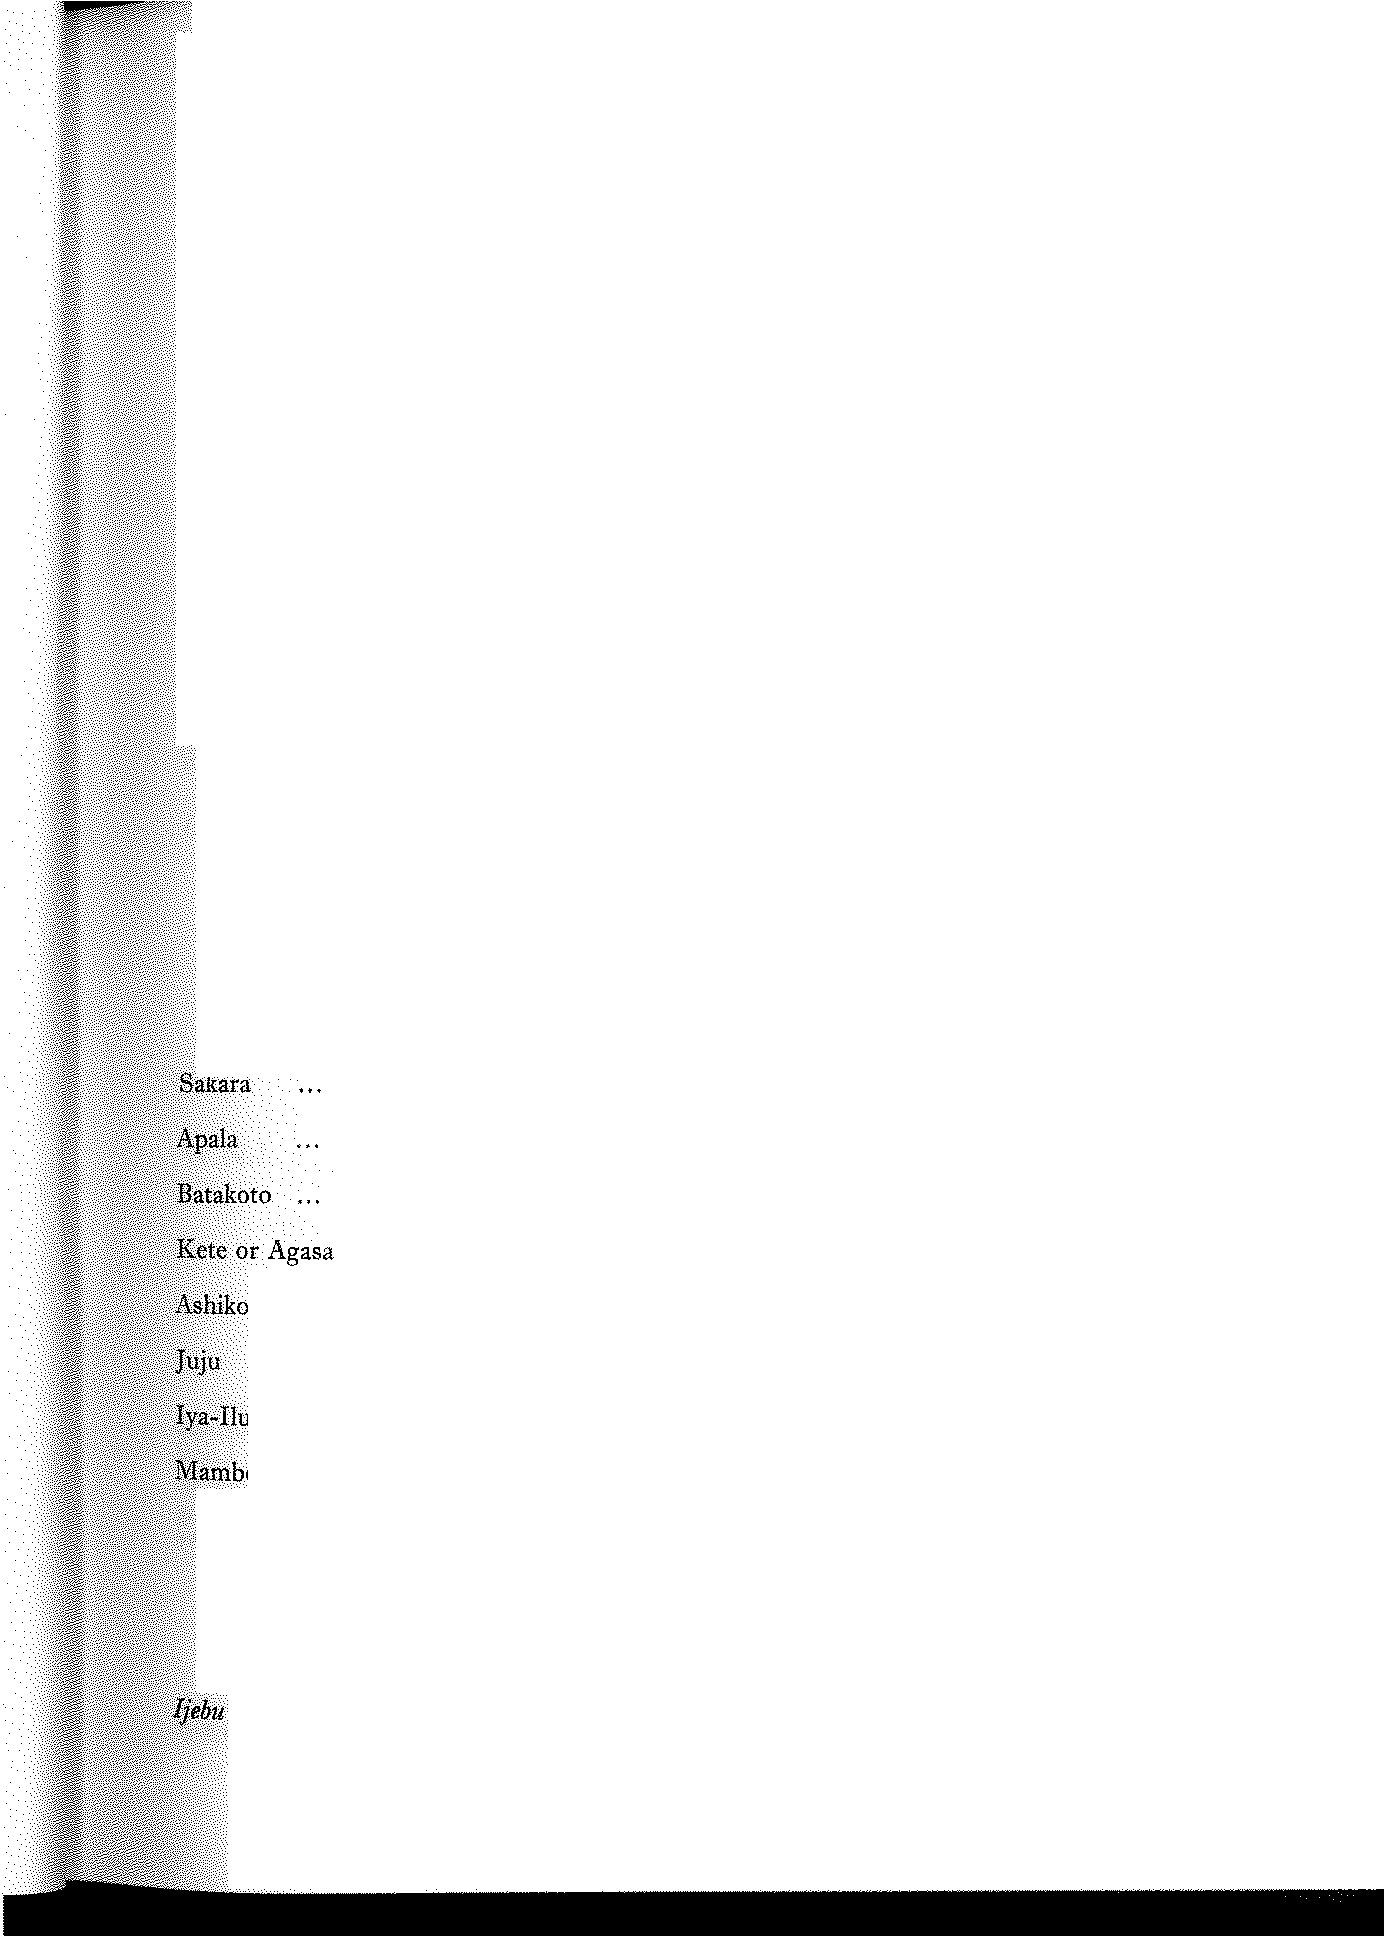 Sakara ...
Apala ...
Batakoto ...
Kete or Agasa
Ashiko
Juju
Iya-Ilu
Ijebu